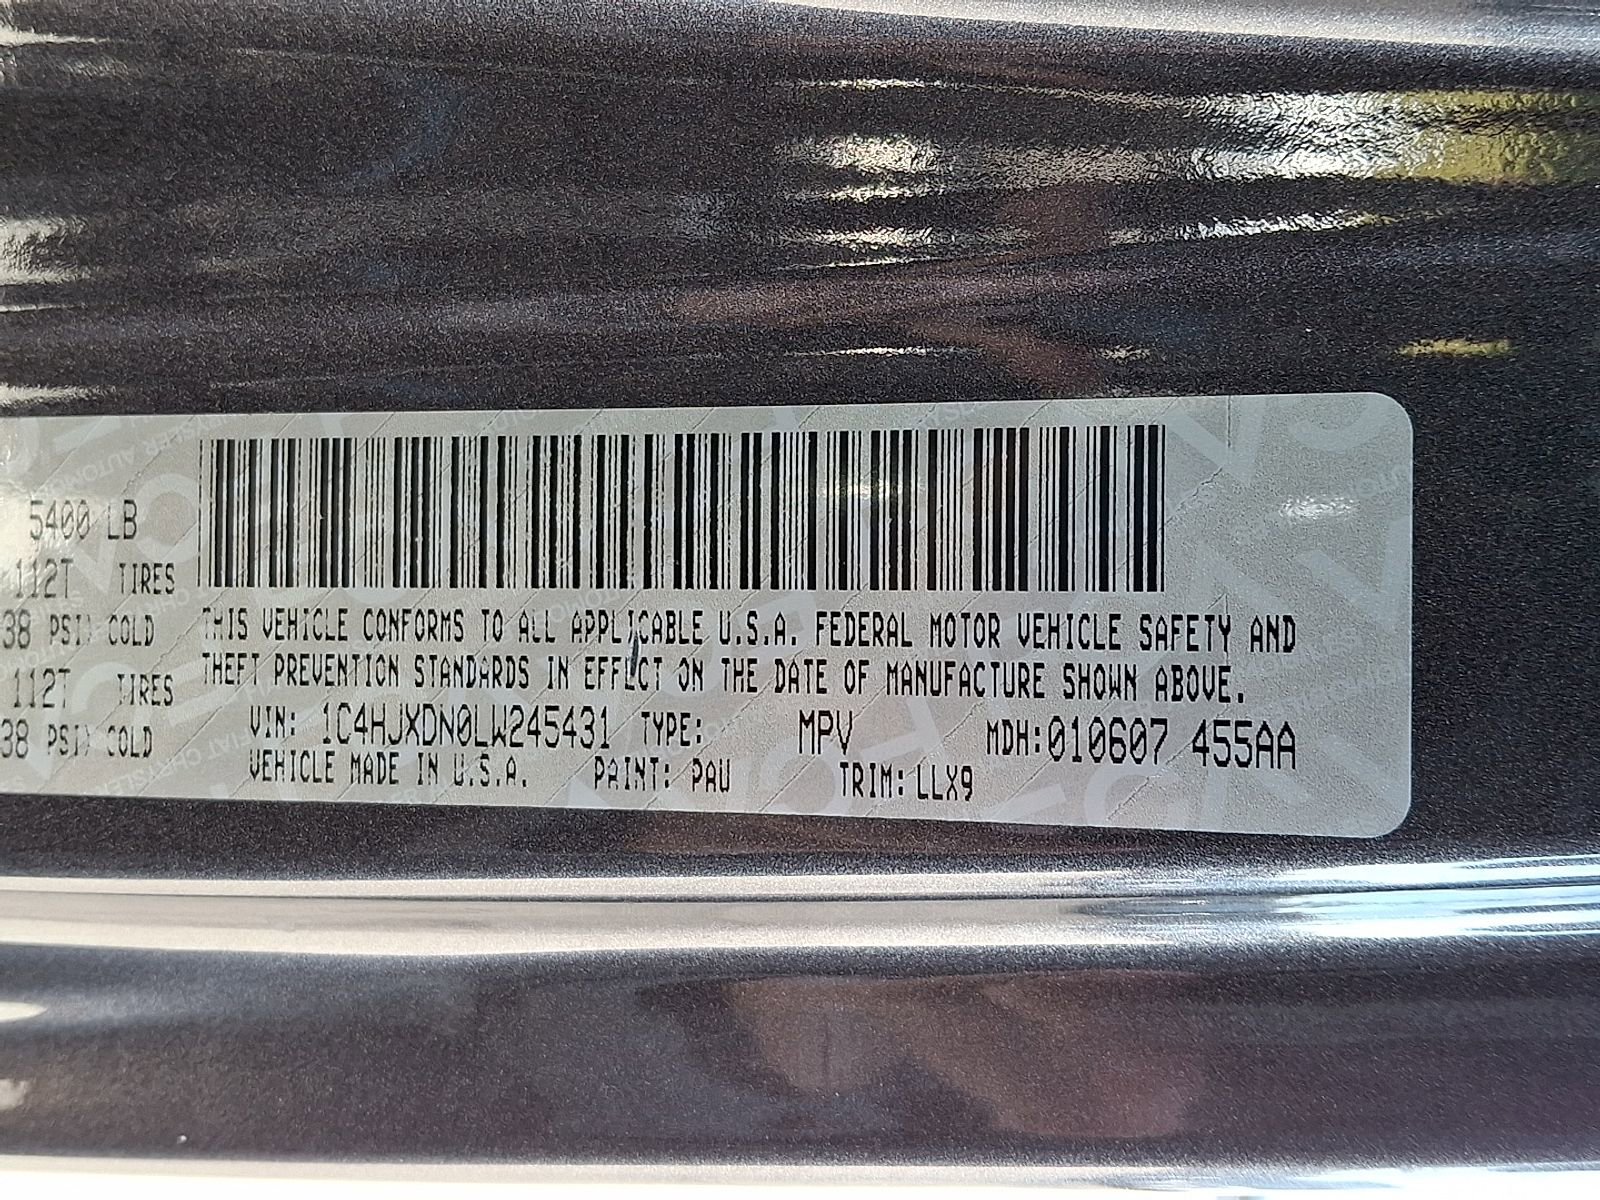 5400 LB
112T TIRES
38 PSI) COLD
112T TIRES
38 PSI) COLD
THIS VEHICLE CONFORMS TO ALL APPLICABLE U.S.A. FEDERAL MOTOR VEHICLE SAFETY AND
THEFT PREVENTION STANDARDS IN EFFECT ON THE DATE OF MANUFACTURE SHOWN ABOVE.
VIN: 1C4HJXDN0LW245431 TYPE: MPV MDH:010607 455AA
VEHICLE MADE IN U.S.A. PAINT: PAU TRIM: LLX9